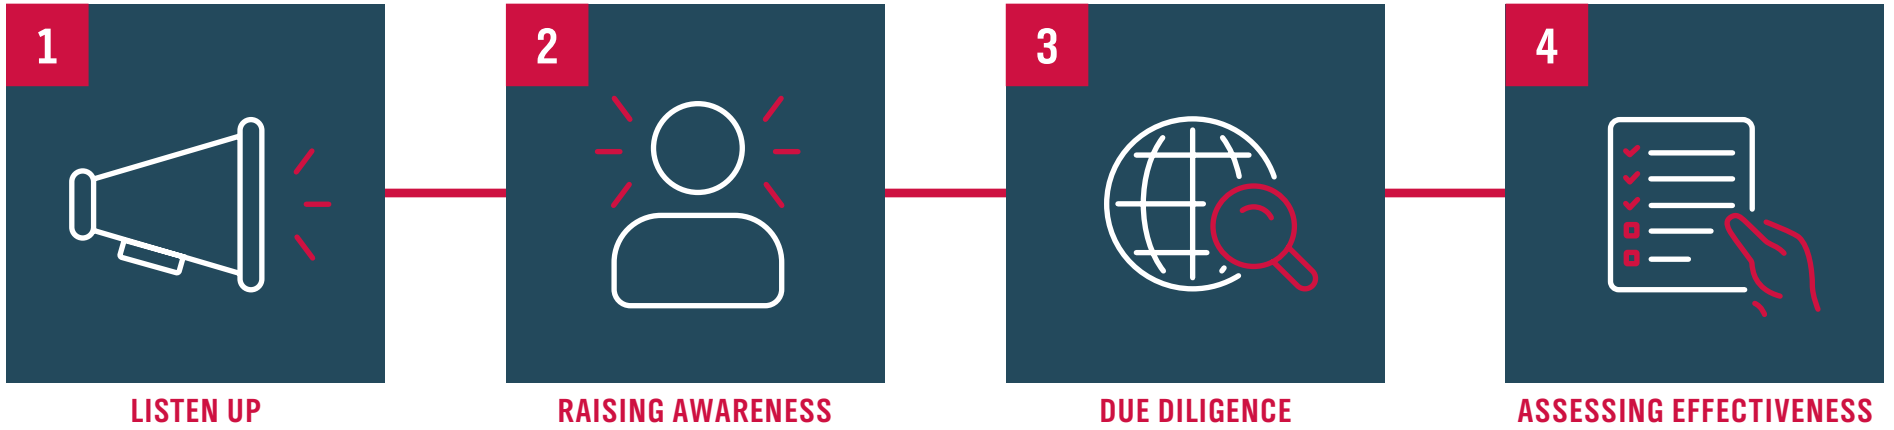 1
2
3
4
LISTEN UP
RAISING AWARENESS
DUE DILIGENCE
ASSESSING EFFECTIVENESS